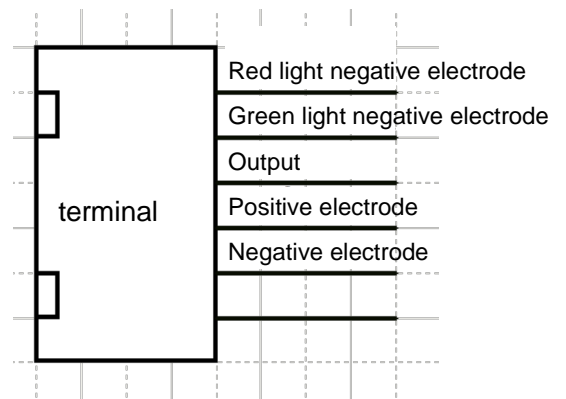 Red light negative electrode
Green light negative electrode
Output
terminal
Positive electrode
Negative electrode